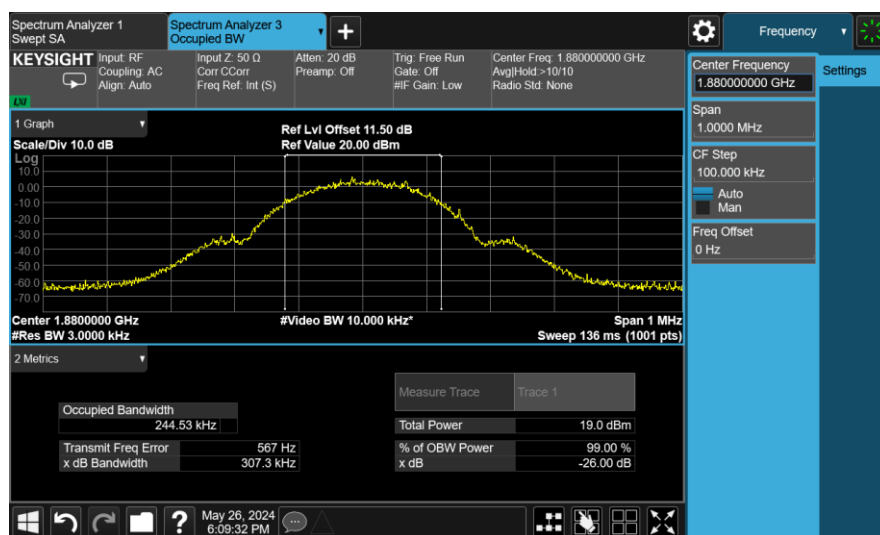 Spectrum Analyzer 1
Swept SA
Spectrum Analyzer 3
Occupied BW
Frequency
KEYSIGHT
Input: RF
Coupling: AC
Align: Auto
Input Z: 50 Ω
Corr CCorr
Freq Ref: Int (S)
Atten: 20 dB
Preamp: Off
Trig: Free Run
Gate: Off
#IF Gain: Low
Center Freq: 1.880000000 GHz
Avg|Hold:>10/10
Radio Std: None
LXI
Center Frequency
1.880000000 GHz
Settings
Span
1.0000 MHz
CF Step
100.000 kHz
Auto
Man
Freq Offset
0 Hz
1 Graph
Scale/Div 10.0 dB
Ref Lvl Offset 11.50 dB
Ref Value 20.00 dBm
Log
10.0
0.00
-10.0
-20.0
-30.0
-40.0
-50.0
-60.0
-70.0
Center 1.8800000 GHz
#Video BW 10.000 kHz*
Span 1 MHz
#Res BW 3.0000 kHz
Sweep 136 ms (1001 pts)
2 Metrics
Measure Trace
Trace 1
Occupied Bandwidth
244.53 kHz
Total Power
19.0 dBm
Transmit Freq Error
567 Hz
% of OBW Power
99.00 %
x dB Bandwidth
307.3 kHz
x dB
-26.00 dB
?
May 26, 2024
6:09:32 PM